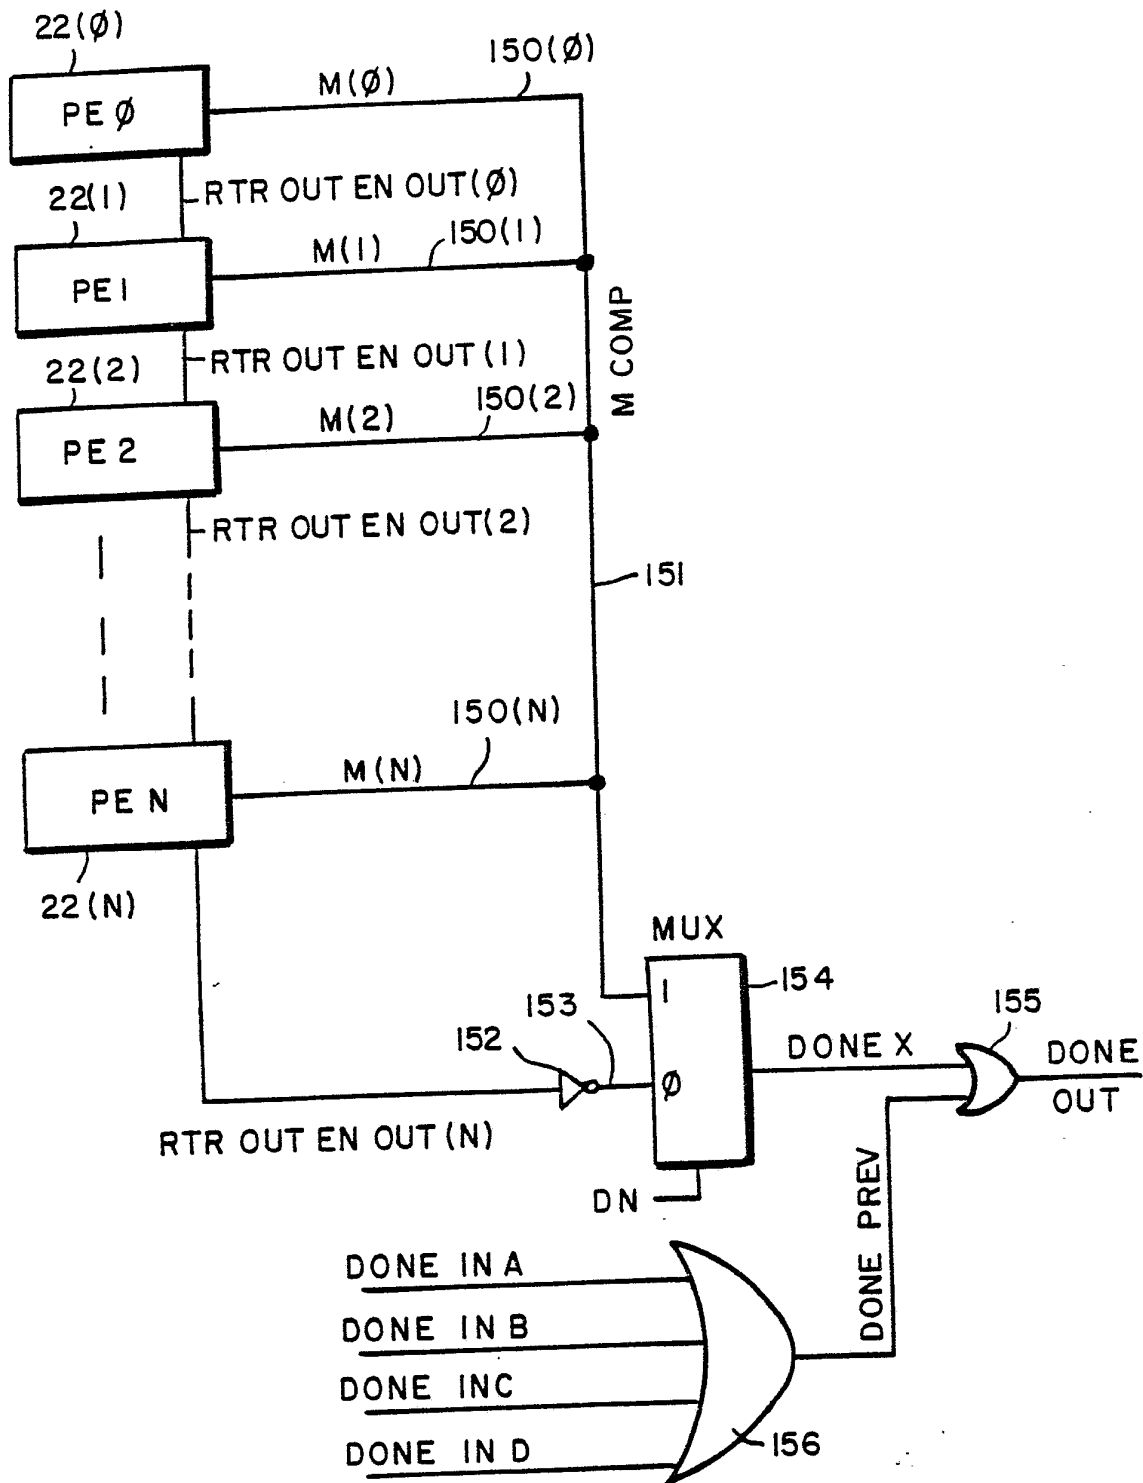 22(Ø)
150(Ø)
M(Ø)
PE Ø
RTR OUT EN OUT(Ø)
22(1)
150(1)
M(1)
PE 1
M COMP
RTR OUT EN OUT(1)
22(2)
150(2)
M(2)
PE 2
RTR OUT EN OUT(2)
151
150(N)
M(N)
PE N
22(N)
MUX
154
1
153
155
152
DONE X
DONE
OUT
Ø
RTR OUT EN OUT(N)
DN
DONE PREV
DONE IN A
DONE IN B
DONE INC
DONE IN D
156